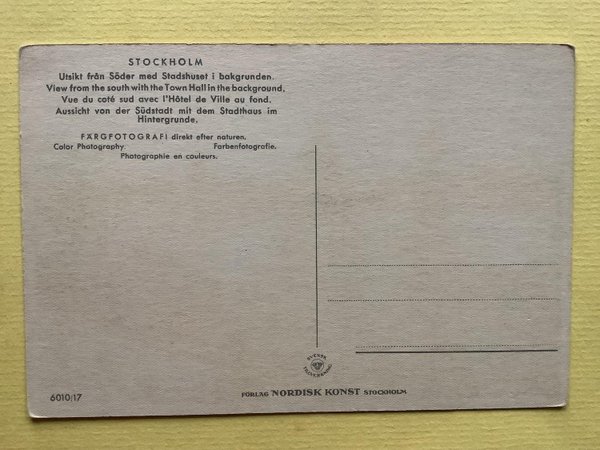 STOCKHOLM
Utsikt från Söder med Stadshuset i bakgrunden.
View from the south with the Town Hall in the background.
Vue du coté sud avec l'Hôtel de Ville au fond.
Aussicht von der Südstadt mit dem Stadthaus im
Hintergrunde.
FÄRGFOTOGRAFI direkt efter naturen.
Color Photography. Farbenfotografie.
Photographie en couleurs.
SVENSK
TILLVERKNING
6010/17
FÖRLAG NORDISK KONST STOCKHOLM